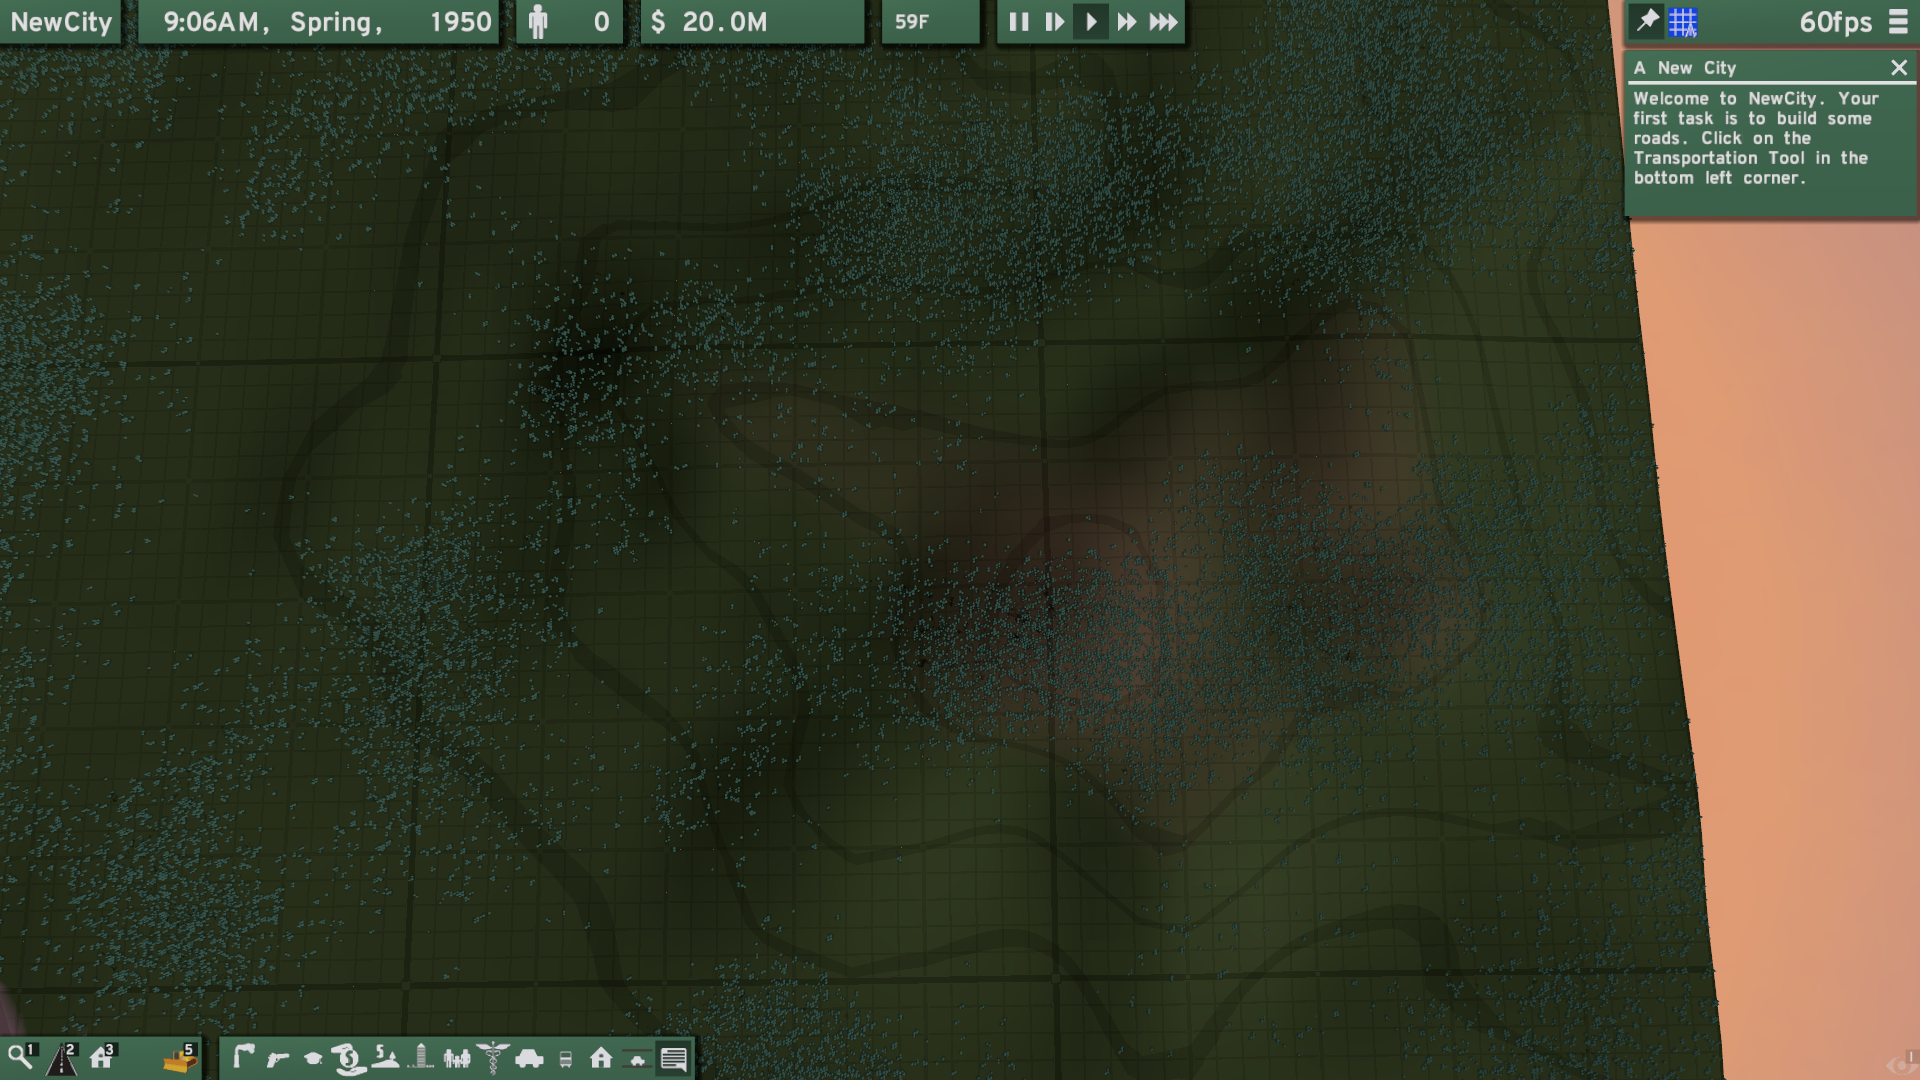 NewCity
9:06AM, Spring, 1950
0
$ 20.0M
59F
60fps
A New City
Welcome to NewCity. Your
first task is to build some
roads. Click on the
Transportation Tool in the
bottom left corner.
1
2
3
5
5